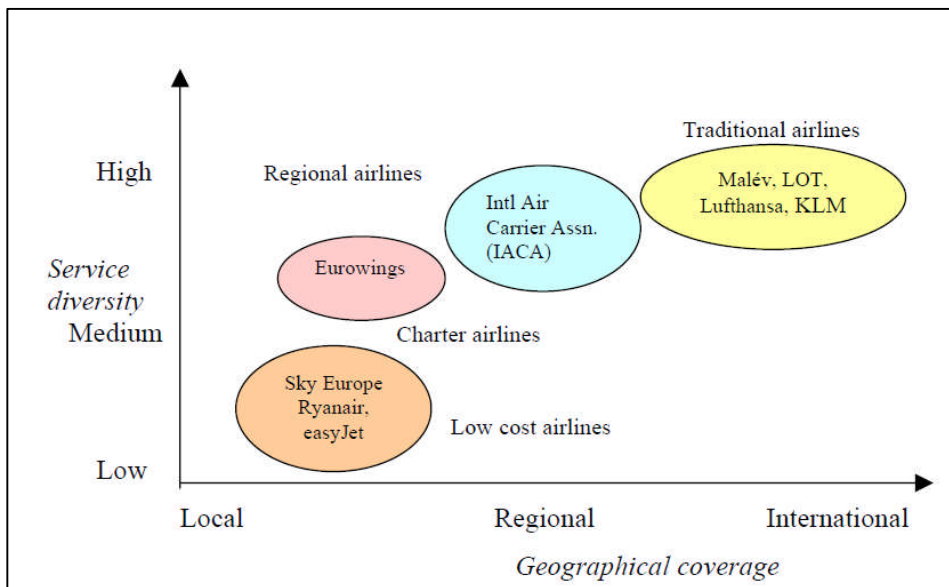 Traditional airlines
High
Regional airlines
Malév, LOT,
Lufthansa, KLM
Intl Air
Carrier Assn.
(IACA)
Service
diversity
Eurowings
Medium
Charter airlines
Sky Europe
Ryanair,
easyJet
Low cost airlines
Low
Local
Regional
International
Geographical coverage